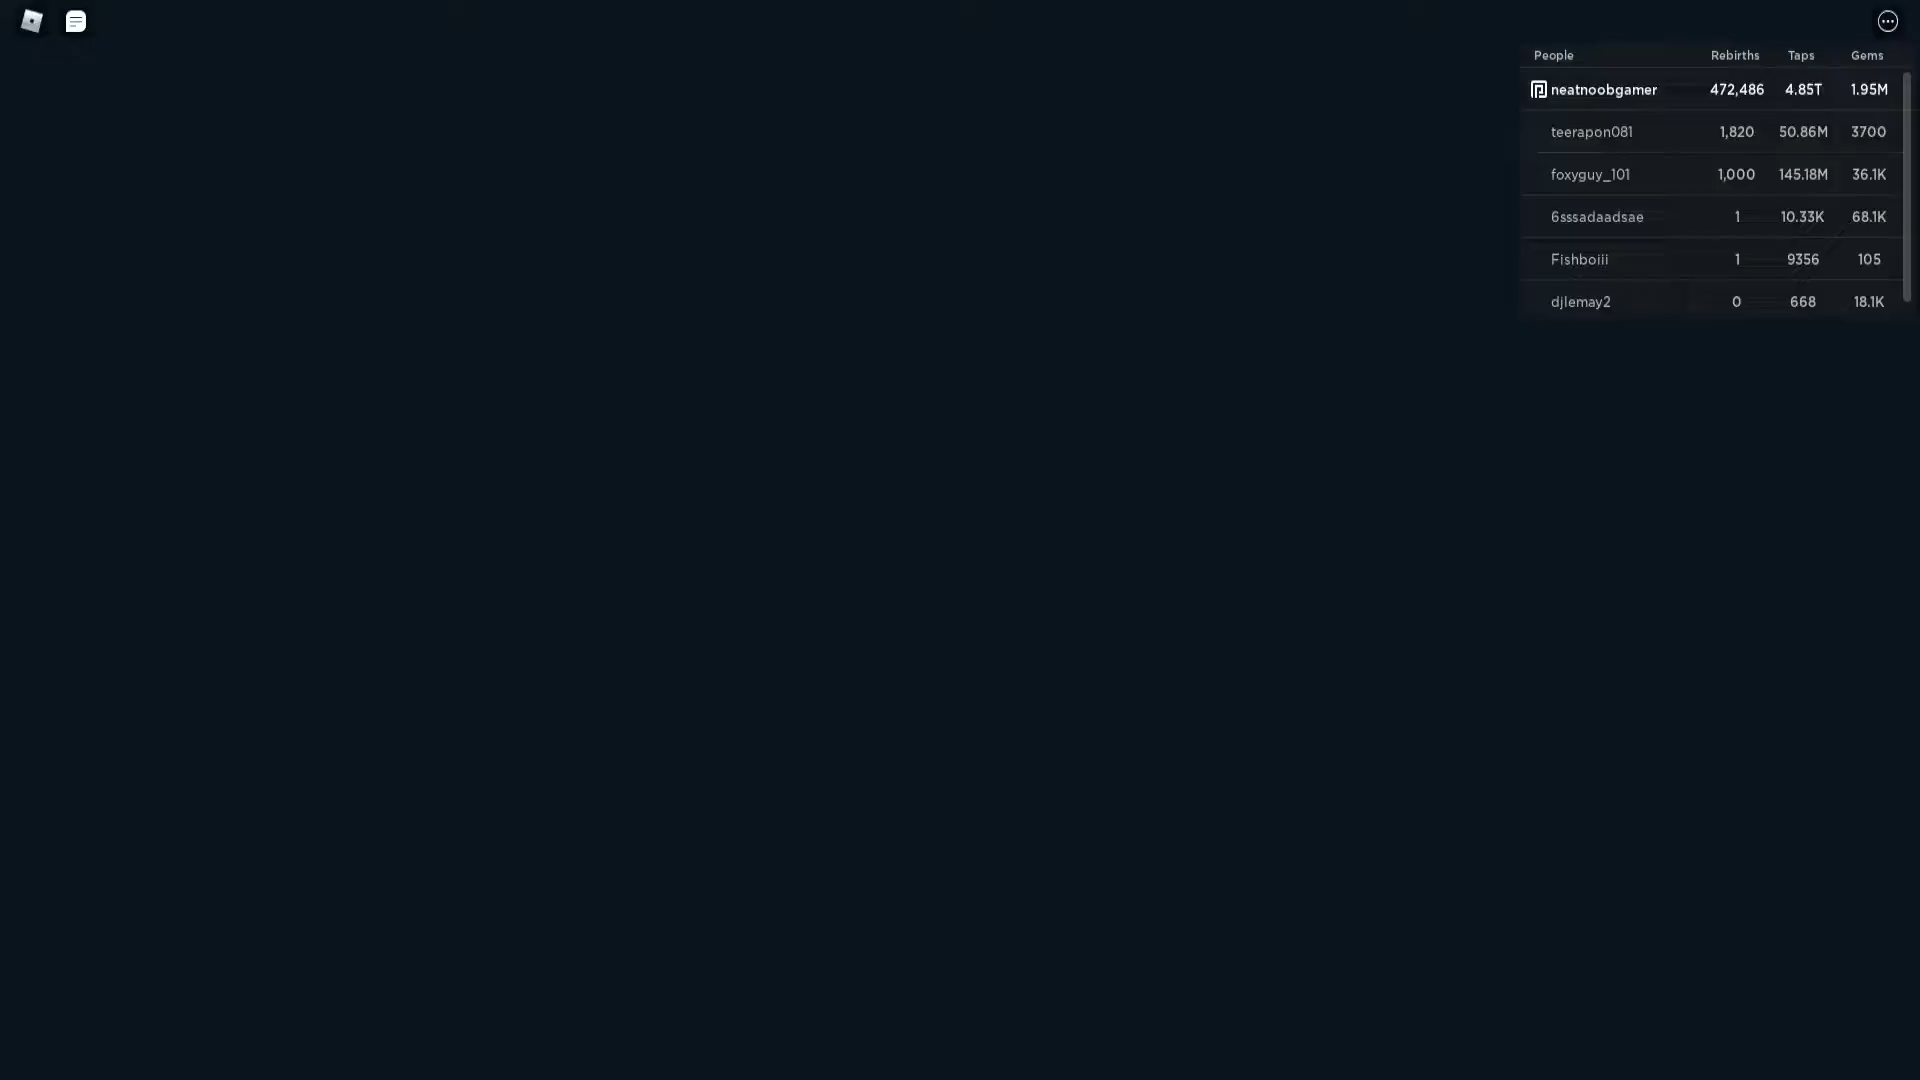 People Rebirths Taps Gems
neatnoobgamer 472,486 4.85T 1.95M
teerapon081 1,820 50.86M 3700
foxyguy_101 1,000 145.18M 36.1K
6sssadaadsae 1 10.33K 68.1K
Fishboiii 1 9356 105
djlemay2 0 668 18.1K